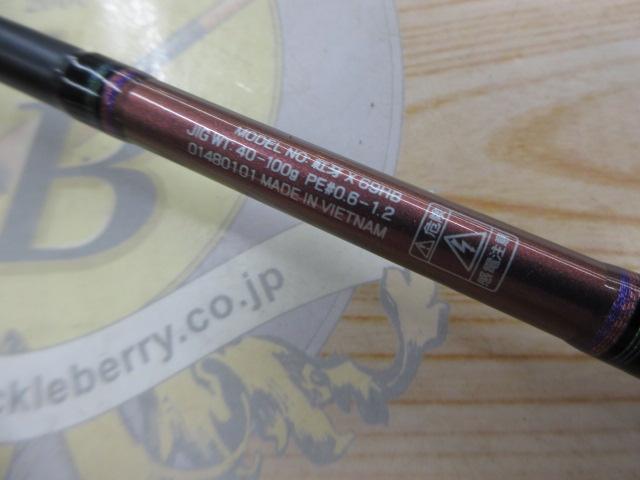 MODEL NO 紅牙 X 69HB
JIG WT. 40-100g PE#0.6-1.2
01480101 MADE IN VIETNAM
危険
感電注意
B
ckleberry.co.jp